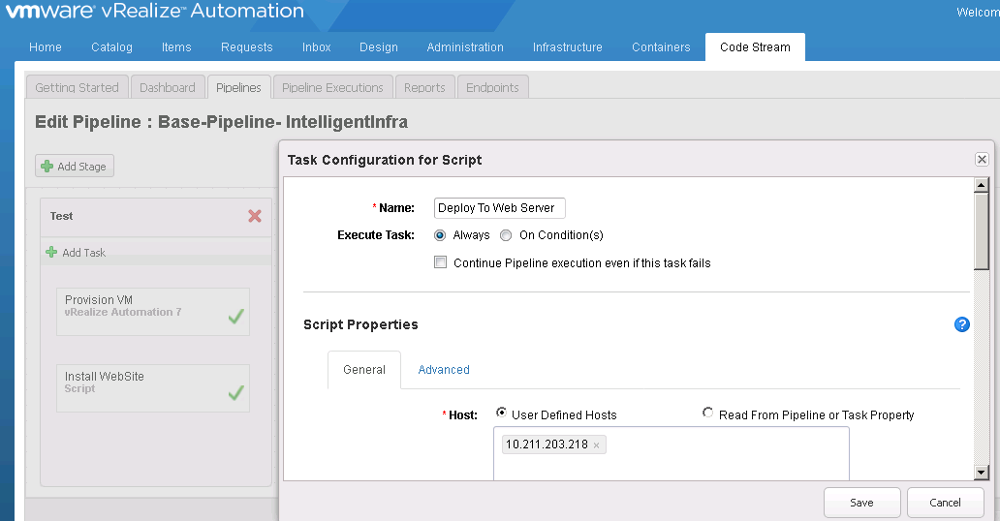 vmware® vRealize™ Automation
Welcom
Home Catalog Items Requests Inbox Design Administration Infrastructure Containers Code Stream
Getting Started Dashboard Pipelines Pipeline Executions Reports Endpoints
Edit Pipeline : Base-Pipeline- IntelligentInfra
Add Stage
Test
Add Task
Provision VM
vRealize Automation 7
Install WebSite
Script
Task Configuration for Script
* Name: Deploy To Web Server
Execute Task: Always On Condition(s)
Continue Pipeline execution even if this task fails
Script Properties
General Advanced
* Host: User Defined Hosts Read From Pipeline or Task Property
10.211.203.218 ×
Save Cancel